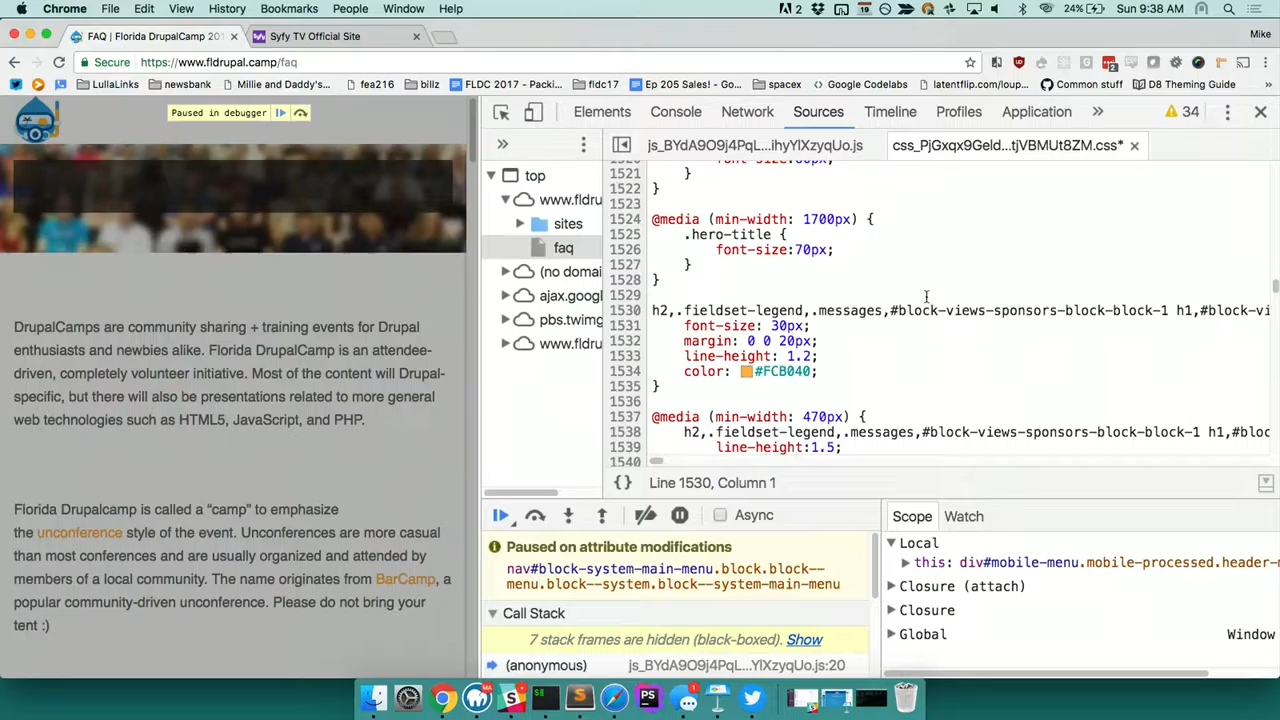 Chrome File Edit View History Bookmarks People Window Help 2 19 24% Sun 9:38 AM
FAQ | Florida DrupalCamp 201 Syfy TV Official Site Mike
Secure https://www.fldrupal.camp/faq
LullaLinks newsbank Millie and Daddy's... fea216 billz FLDC 2017 - Packi... fldc17 Ep 205 Sales! - Go... spacex Google Codelabs latentflip.com/loup... Common stuff D8 Theming Guide
Paused in debugger
Elements Console Network Sources Timeline Profiles Application » 34
» js_BYdA9O9j4PqL...ihyYlXzyqUo.js css_PjGxqx9Geld...tjVBMUt8ZM.css*
top
www.fldru
sites
faq
(no domai
ajax.goog
pbs.twimg
www.fldru
1521 }
1522 }
1523
1524 @media (min-width: 1700px) {
1525 .hero-title {
1526 font-size:70px;
1527 }
1528 }
1529
1530 h2,.fieldset-legend,.messages,#block-views-sponsors-block-block-1 h1,#block-vi
1531 font-size: 30px;
1532 margin: 0 0 20px;
1533 line-height: 1.2;
1534 color: #FCB040;
1535 }
1536
1537 @media (min-width: 470px) {
1538 h2,.fieldset-legend,.messages,#block-views-sponsors-block-block-1 h1,#bloc
1539 line-height:1.5;
1540
{} Line 1530, Column 1
DrupalCamps are community sharing + training events for Drupal
enthusiasts and newbies alike. Florida DrupalCamp is an attendee-
driven, completely volunteer initiative. Most of the content will Drupal-
specific, but there will also be presentations related to more general
web technologies such as HTML5, JavaScript, and PHP.
Florida Drupalcamp is called a “camp” to emphasize
the unconference style of the event. Unconferences are more casual
than most conferences and are usually organized and attended by
members of a local community. The name originates from BarCamp, a
popular community-driven unconference. Please do not bring your
tent :)
Async
Paused on attribute modifications
nav#block-system-main-menu.block.block--
menu.block--system.block--system-main-menu
Call Stack
7 stack frames are hidden (black-boxed). Show
(anonymous) js_BYdA9O9j4PqL...YlXzyqUo.js:20
Scope Watch
Local
this: div#mobile-menu.mobile-processed.header-m
Closure (attach)
Closure
Global Window